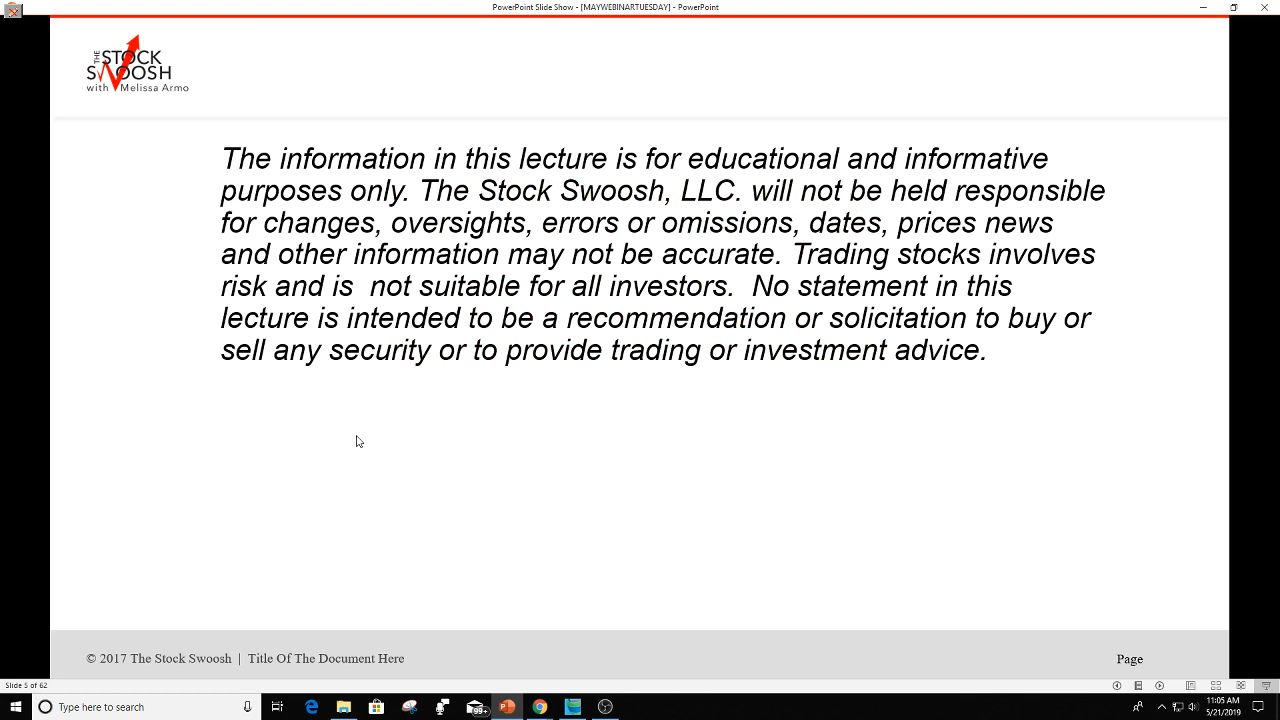 PowerPoint Slide Show - [MAYWEBINARTUESDAY] - PowerPoint
THE STOCK
SWOOSH
with Melissa Armo
The information in this lecture is for educational and informative
purposes only. The Stock Swoosh, LLC. will not be held responsible
for changes, oversights, errors or omissions, dates, prices news
and other information may not be accurate. Trading stocks involves
risk and is  not suitable for all investors.  No statement in this
lecture is intended to be a recommendation or solicitation to buy or
sell any security or to provide trading or investment advice.
© 2017 The Stock Swoosh | Title Of The Document Here
Page
Slide 5 of 62
Type here to search
99+
11:05 AM
5/21/2019